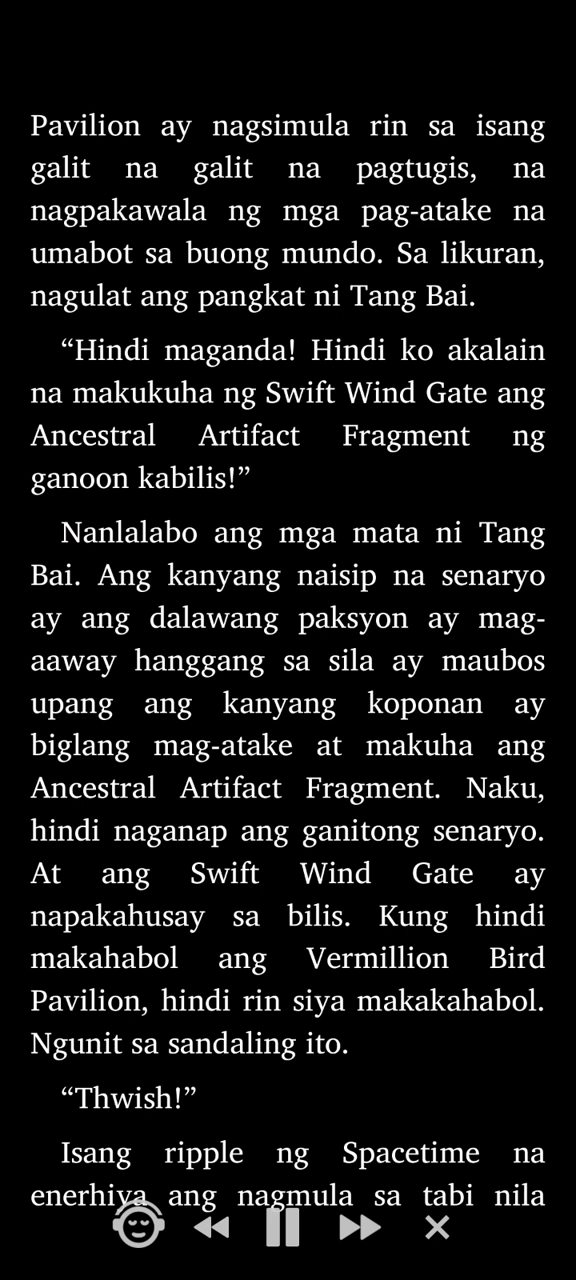 Pavilion ay nagsimula rin sa isang
galit na galit na pagtugis, na
nagpakawala ng mga pag-atake na
umabot sa buong mundo. Sa likuran,
nagulat ang pangkat ni Tang Bai.
“Hindi maganda! Hindi ko akalain
na makukuha ng Swift Wind Gate ang
Ancestral Artifact Fragment ng
ganoon kabilis!”
Nanlalabo ang mga mata ni Tang
Bai. Ang kanyang naisip na senaryo
ay ang dalawang paksyon ay mag-
aaway hanggang sa sila ay maubos
upang ang kanyang koponan ay
biglang mag-atake at makuha ang
Ancestral Artifact Fragment. Naku,
hindi naganap ang ganitong senaryo.
At ang Swift Wind Gate ay
napakahusay sa bilis. Kung hindi
makahabol ang Vermillion Bird
Pavilion, hindi rin siya makakahabol.
Ngunit sa sandaling ito.
“Thwish!”
Isang ripple ng Spacetime na
enerhiya ang nagmula sa tabi nila